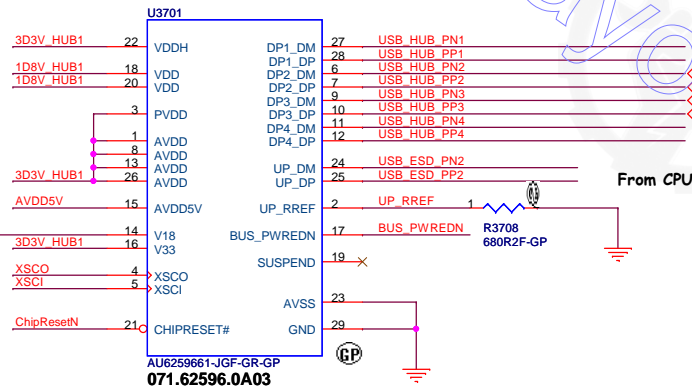 U3701
3D3V_HUB1 22 VDDH DP1_DM 27 USB_HUB_PN1
DP1_DP 28 USB_HUB_PP1
1D8V_HUB1 18 VDD DP2_DM 6 USB_HUB_PN2
1D8V_HUB1 20 VDD DP2_DP 7 USB_HUB_PP2
DP3_DM 9 USB_HUB_PN3
3 PVDD DP3_DP 10 USB_HUB_PP3
DP4_DM 11 USB_HUB_PN4
1 AVDD DP4_DP 12 USB_HUB_PP4
8 AVDD
13 AVDD UP_DM 24 USB_ESD_PN2
3D3V_HUB1 26 AVDD UP_DP 25 USB_ESD_PP2
From CPU
AVDD5V 15 AVDD5V UP_RREF 2 UP_RREF 1
R3708
680R2F-GP
14 V18 BUS_PWREDN 17 BUS_PWREDN
3D3V_HUB1 16 V33
SUSPEND 19
XSCO 4 XSCO
XSCI 5 XSCI
AVSS 23
ChipResetN 21 CHIPRESET# GND 29
GP
AU6259661-JGF-GR-GP
071.62596.0A03